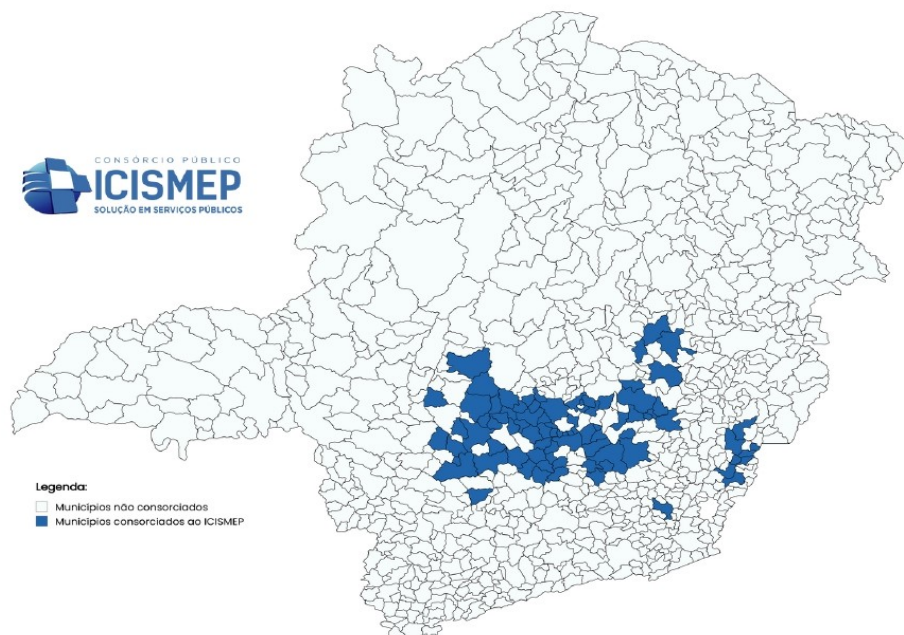 CONSÓRCIO PÚBLICO
ICISMEP
SOLUÇÃO EM SERVIÇOS PÚBLICOS
Legenda:
Municípios não consorciados
Municípios consorciados ao ICISMEP